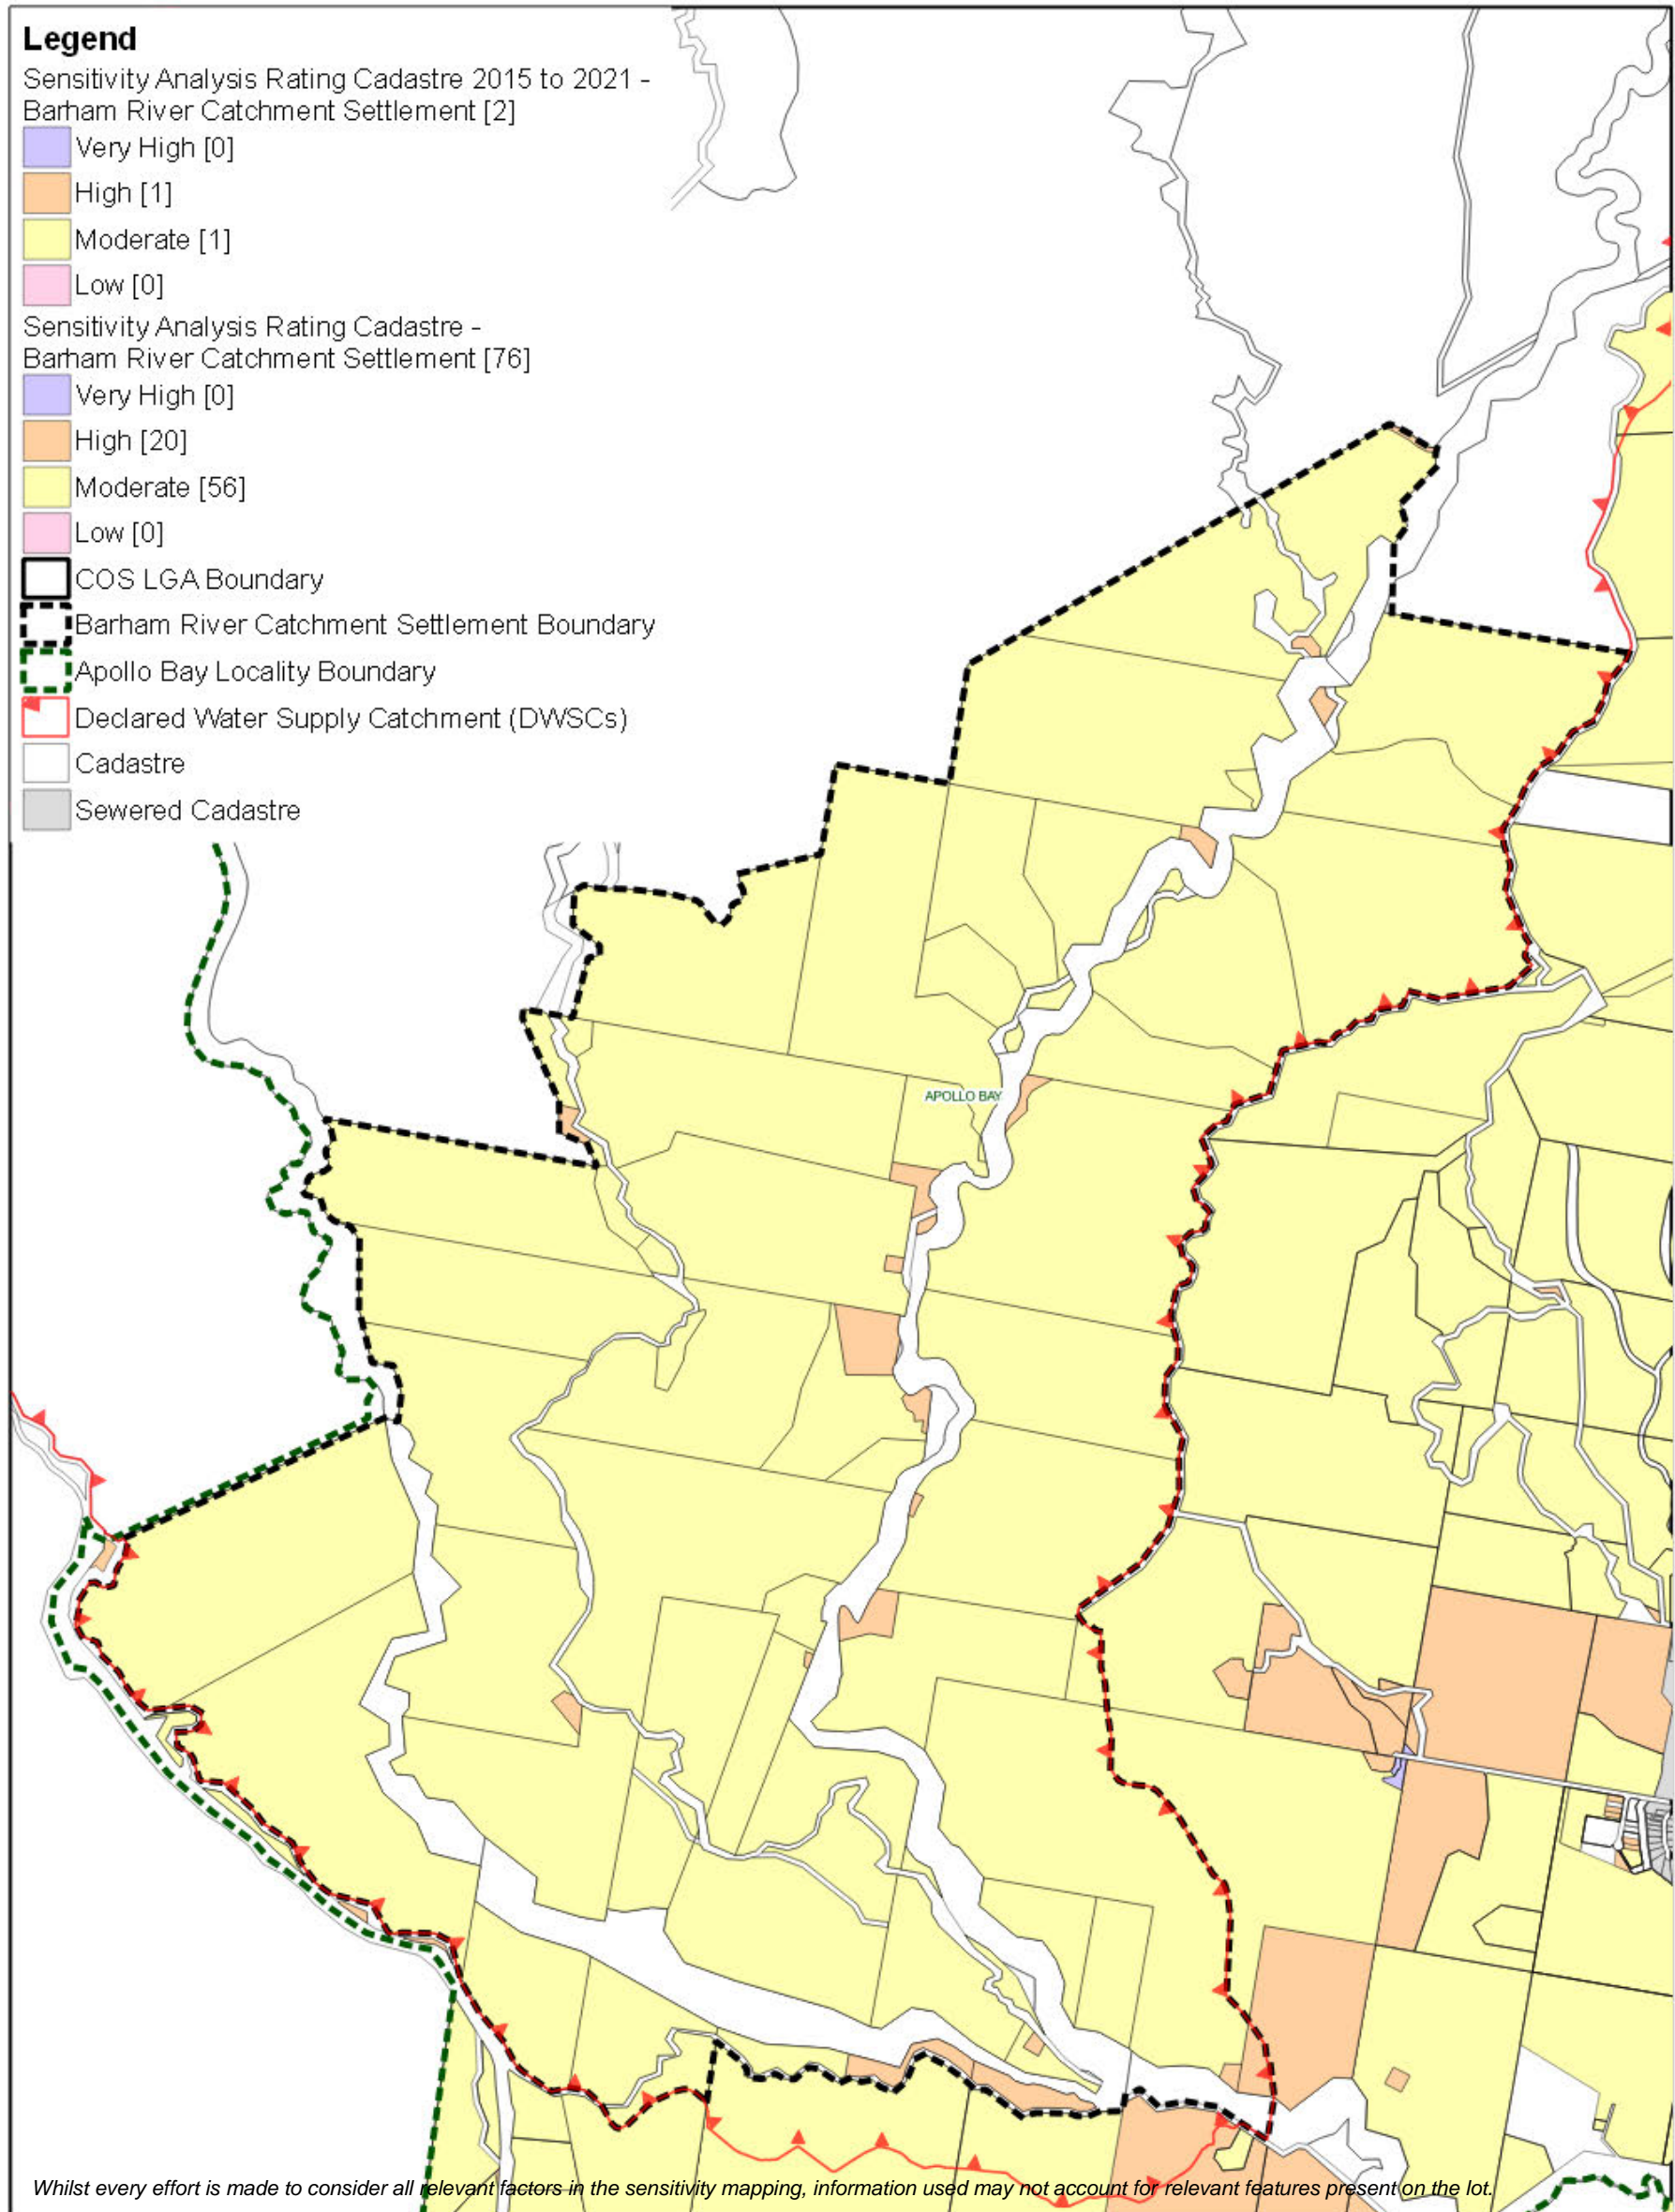 Legend
Sensitivity Analysis Rating Cadastre 2015 to 2021 -
Barham River Catchment Settlement [2]
Very High [0]
High [1]
Moderate [1]
Low [0]
Sensitivity Analysis Rating Cadastre -
Barham River Catchment Settlement [76]
Very High [0]
High [20]
Moderate [56]
Low [0]
COS LGA Boundary
Barham River Catchment Settlement Boundary
Apollo Bay Locality Boundary
Declared Water Supply Catchment (DWSCs)
Cadastre
Sewered Cadastre
APOLLO BAY
Whilst every effort is made to consider all relevant factors in the sensitivity mapping, information used may not account for relevant features present on the lot.